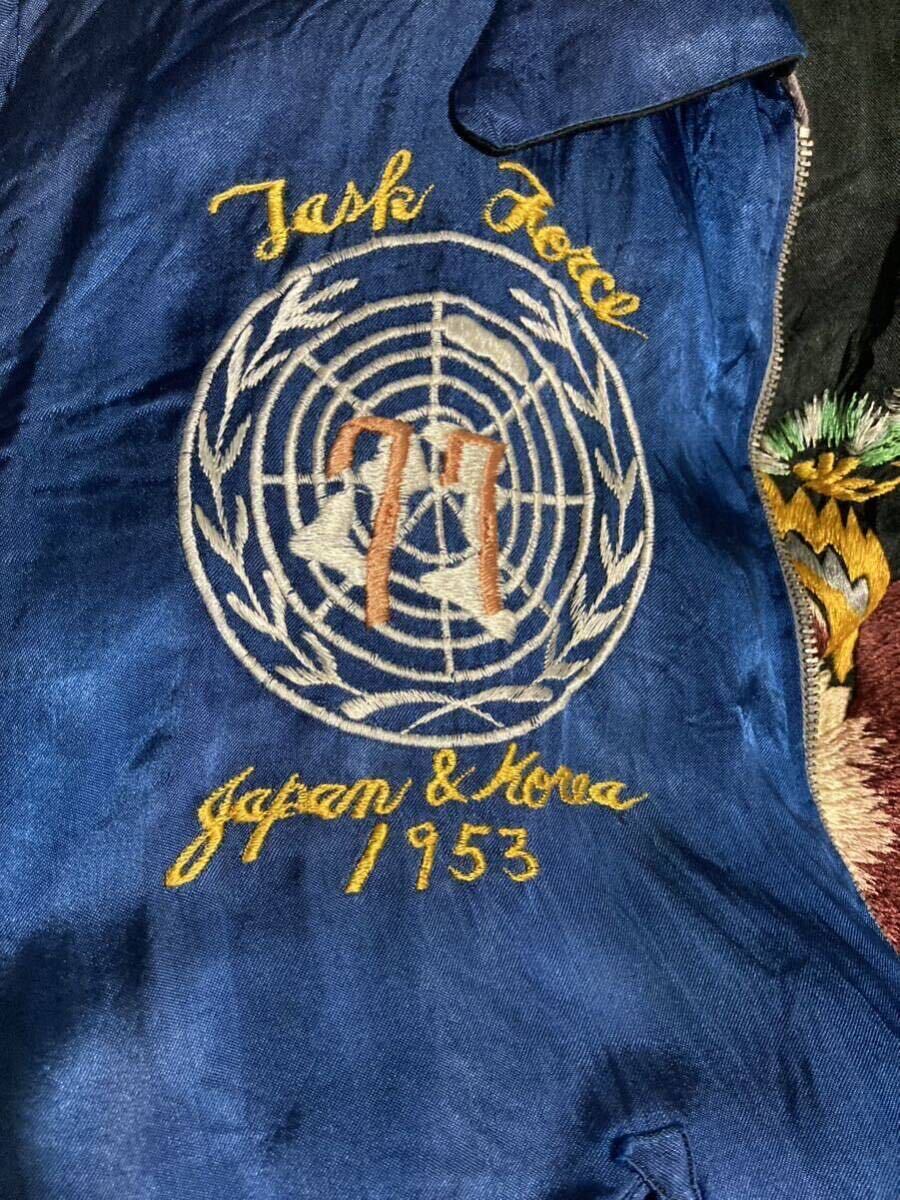 Task Force
77
Japan & Korea
1953